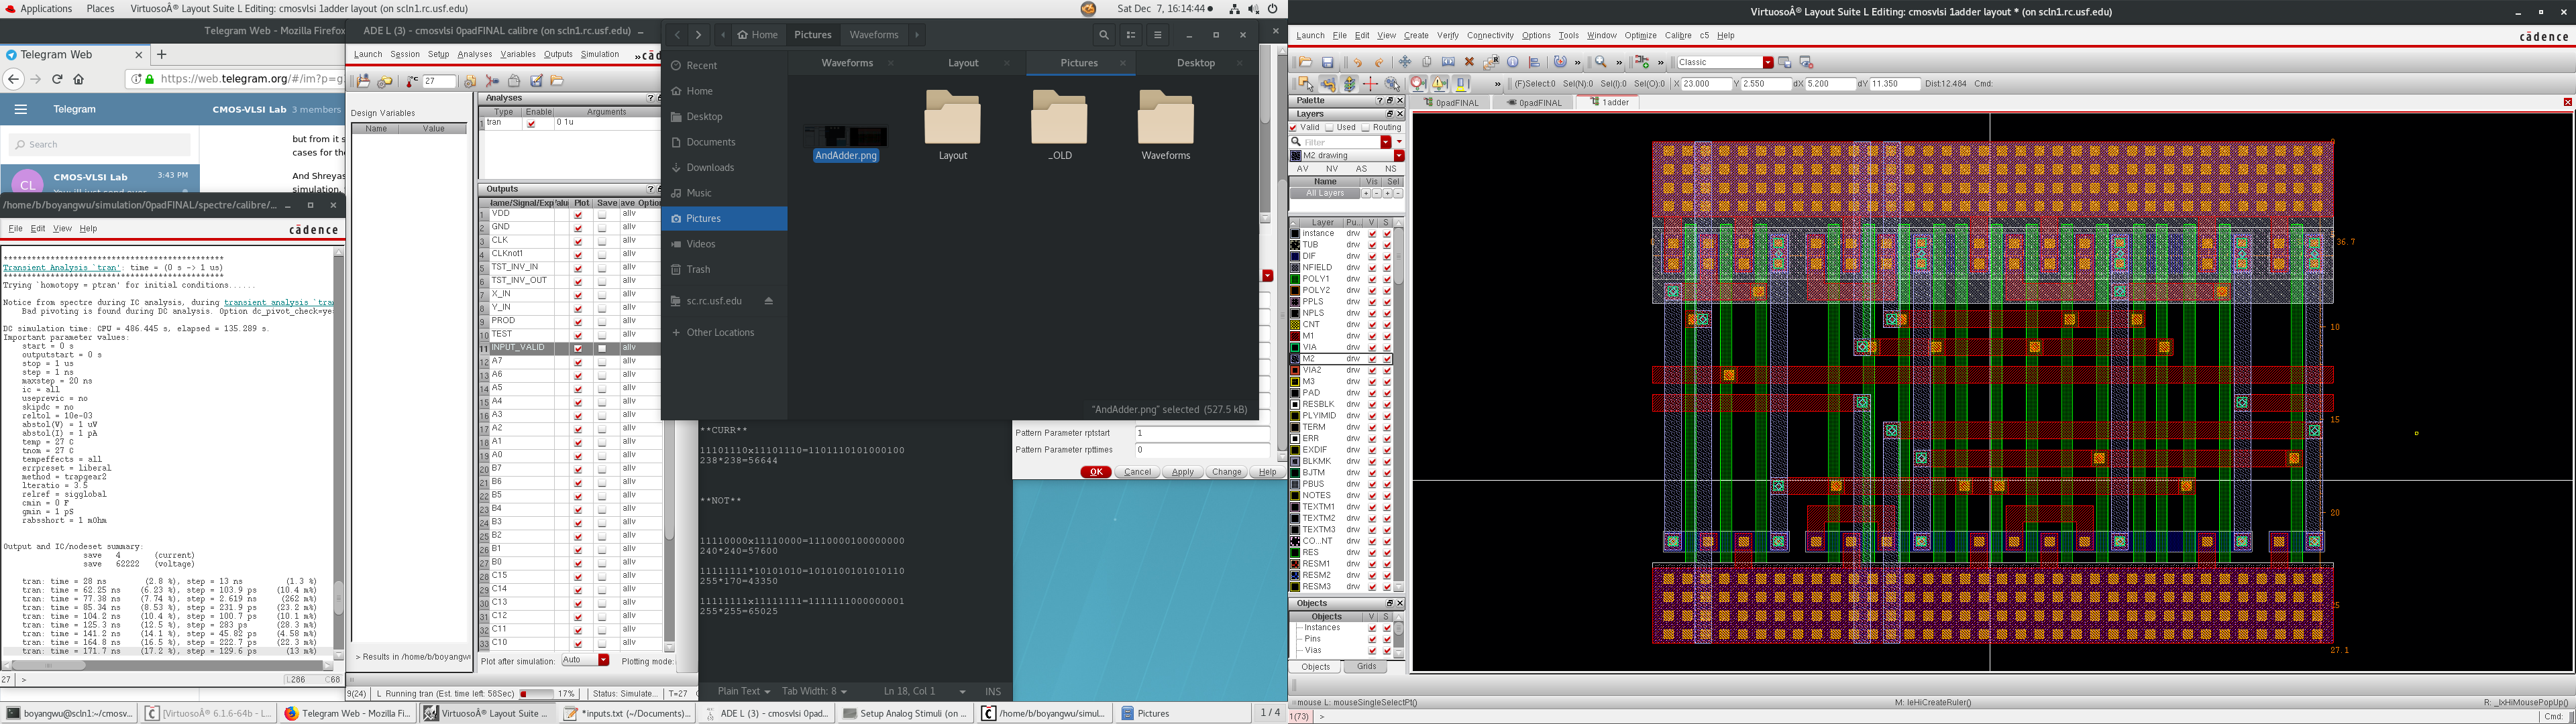 Applications Places VirtuosoÂ® Layout Suite L Editing: cmosvlsi 1adder layout (on scln1.rc.usf.edu)
Sat Dec 7, 16:14:44
Telegram Web - Mozilla Firefox
Telegram Web
https://web.telegram.org/#/im?p=g
Telegram CMOS-VLSI Lab 3 members
Search
CL CMOS-VLSI Lab 3:43 PM
but from it s
cases for the
And Shreyas
simulation,
/home/b/boyangwu/simulation/0padFINAL/spectre/calibre/...
File Edit View Help cādence
************************************************
Transient Analysis `tran': time = (0 s -> 1 us)
************************************************
Trying `homotopy = ptran' for initial conditions......
Notice from spectre during IC analysis, during transient analysis `tran
Bad pivoting is found during DC analysis. Option dc_pivot_check=yes
DC simulation time: CPU = 486.445 s, elapsed = 135.289 s.
Important parameter values:
start = 0 s
outputstart = 0 s
stop = 1 us
step = 1 ns
maxstep = 20 ns
ic = all
useprevic = no
skipdc = no
reltol = 10e-03
abstol(V) = 1 uV
abstol(I) = 1 pA
temp = 27 C
tnom = 27 C
tempeffects = all
errpreset = liberal
method = trapgear2
lteratio = 3.5
relref = sigglobal
cmin = 0 F
gmin = 1 pS
rabsshort = 1 mOhm
Output and IC/nodeset summary:
save 4 (current)
save 62222 (voltage)
tran: time = 28 ns (2.8 %), step = 13 ns (1.3 %)
tran: time = 62.25 ns (6.23 %), step = 103.9 ps (10.4 m%)
tran: time = 77.38 ns (7.74 %), step = 2.619 ns (262 m%)
tran: time = 85.34 ns (8.53 %), step = 231.9 ps (23.2 m%)
tran: time = 104.2 ns (10.4 %), step = 100.7 ps (10.1 m%)
tran: time = 125.3 ns (12.5 %), step = 283 ps (28.3 m%)
tran: time = 141.2 ns (14.1 %), step = 45.82 ps (4.58 m%)
tran: time = 164.8 ns (16.5 %), step = 222.7 ps (22.3 m%)
tran: time = 171.7 ns (17.2 %), step = 129.6 ps (13 m%)
27 > L286 C68
ADE L (3) - cmosvlsi 0padFINAL calibre (on scln1.rc.usf.edu)
Launch Session Setup Analyses Variables Outputs Simulation » cād
27
Design Variables
Name Value
> Results in /home/b/boyangwu
Analyses
Type Enable Arguments
1 tran 0 1u
Outputs
Name/Signal/Expr Value Plot Save Save Options
1 VDD allv
2 GND allv
3 CLK allv
4 CLKnot1 allv
5 TST_INV_IN allv
6 TST_INV_OUT allv
7 X_IN allv
8 Y_IN allv
9 PROD allv
10 TEST allv
11 INPUT_VALID allv
12 A7 allv
13 A6 allv
14 A5 allv
15 A4 allv
16 A3 allv
17 A2 allv
18 A1 allv
19 A0 allv
20 B7 allv
21 B6 allv
22 B5 allv
23 B4 allv
24 B3 allv
25 B2 allv
26 B1 allv
27 B0 allv
28 C15 allv
29 C14 allv
30 C13 allv
31 C12 allv
32 C11 allv
33 C10 allv
Plot after simulation: Auto Plotting mode:
9(24) L Running tran (Est. time left: 58Sec) 17% Status: Simulate... T=27 C
Home Pictures Waveforms
Recent
Home
Desktop
Documents
Downloads
Music
Pictures
Videos
Trash
sc.rc.usf.edu
Other Locations
Waveforms Layout Pictures Desktop
AndAdder.png Layout _OLD Waveforms
"AndAdder.png" selected (527.5 kB)
**CURR**
11101110x11101110=1101110101000100
238*238=56644
**NOT**
11110000x11110000=1110000100000000
240*240=57600
11111111*10101010=1010100101010110
255*170=43350
11111111x11111111=1111111000000001
255*255=65025
Plain Text Tab Width: 8 Ln 18, Col 1 INS
Pattern Parameter rptstart 1
Pattern Parameter rpttimes 0
OK Cancel Apply Change Help
boyangwu@scln1:~/cmosv... [VirtuosoÂ® 6.1.6-64b - L... Telegram Web - Mozilla Fi... VirtuosoÂ® Layout Suite ... *inputs.txt (~/Documents)... ADE L (3) - cmosvlsi 0pad... Setup Analog Stimuli (on ... /home/b/boyangwu/simul... Pictures 1 / 4
VirtuosoÂ® Layout Suite L Editing: cmosvlsi 1adder layout * (on scln1.rc.usf.edu)
Launch File Edit View Create Verify Connectivity Options Tools Window Optimize Calibre c5 Help cādence
Classic
(F)Select:0 Sel(N):0 Sel(I):0 Sel(O):0 X 23.000 Y 2.550 dX 5.200 dY 11.350 Dist:12.484 Cmd:
Palette
Layers
Valid Used Routing
Filter
M2 drawing
AV NV AS NS
Name Vis Sel
All Layers
Layer Pu... V S
instance drw
TUB drw
DIF drw
NFIELD drw
POLY1 drw
POLY2 drw
PPLS drw
NPLS drw
CNT drw
M1 drw
VIA drw
M2 drw
VIA2 drw
M3 drw
PAD drw
RESBLK drw
PLYIMID drw
TERM drw
ERR drw
EXDIF drw
BLKMK drw
BJTM drw
PBUS drw
NOTES drw
TEXTM1 drw
TEXTM2 drw
TEXTM3 drw
CO...NT drw
RES drw
RESM1 drw
RESM2 drw
RESM3 drw
Objects
Objects V S
Instances
Pins
Vias
Objects Grids
0padFINAL 0padFINAL 1adder
0
36.7
10
15
20
25
27.1
mouse L: mouseSingleSelectPt() M: leHiCreateRuler() R: _lxHiMousePopUp()
1(73) > Cmd: